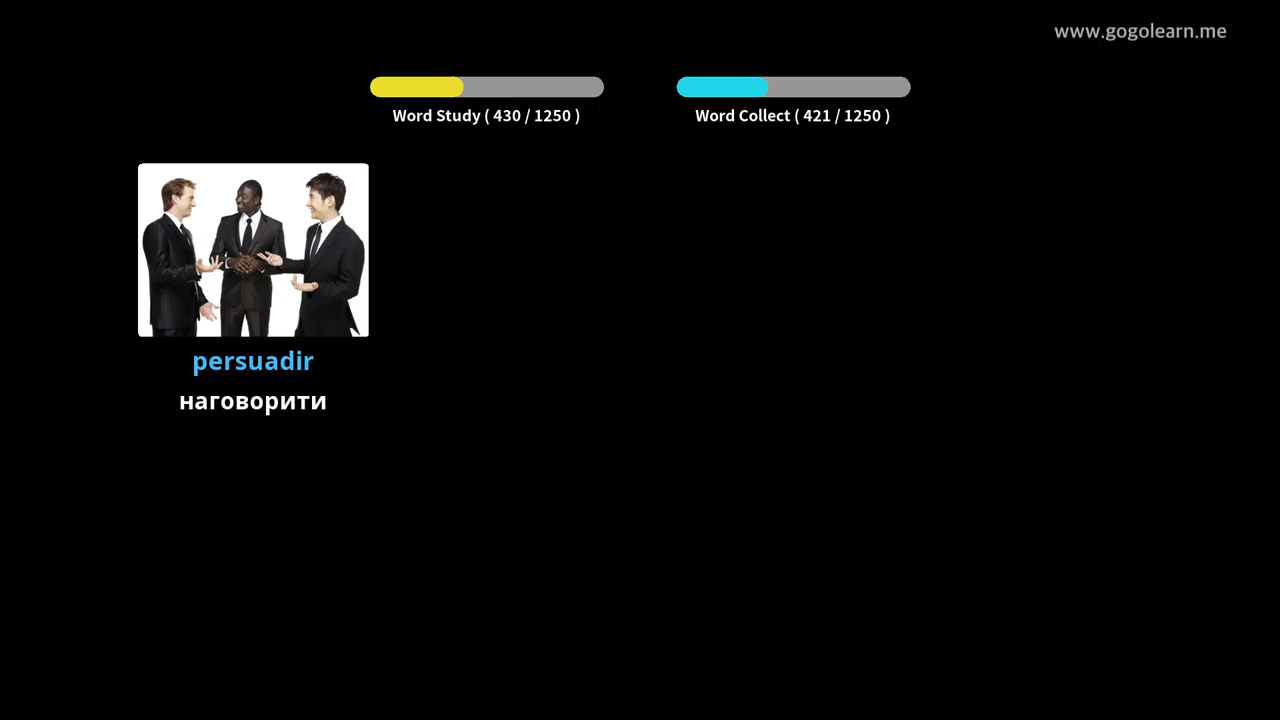 www.gogolearn.me
Word Study ( 430 / 1250 )
Word Collect ( 421 / 1250 )
persuadir
наговорити